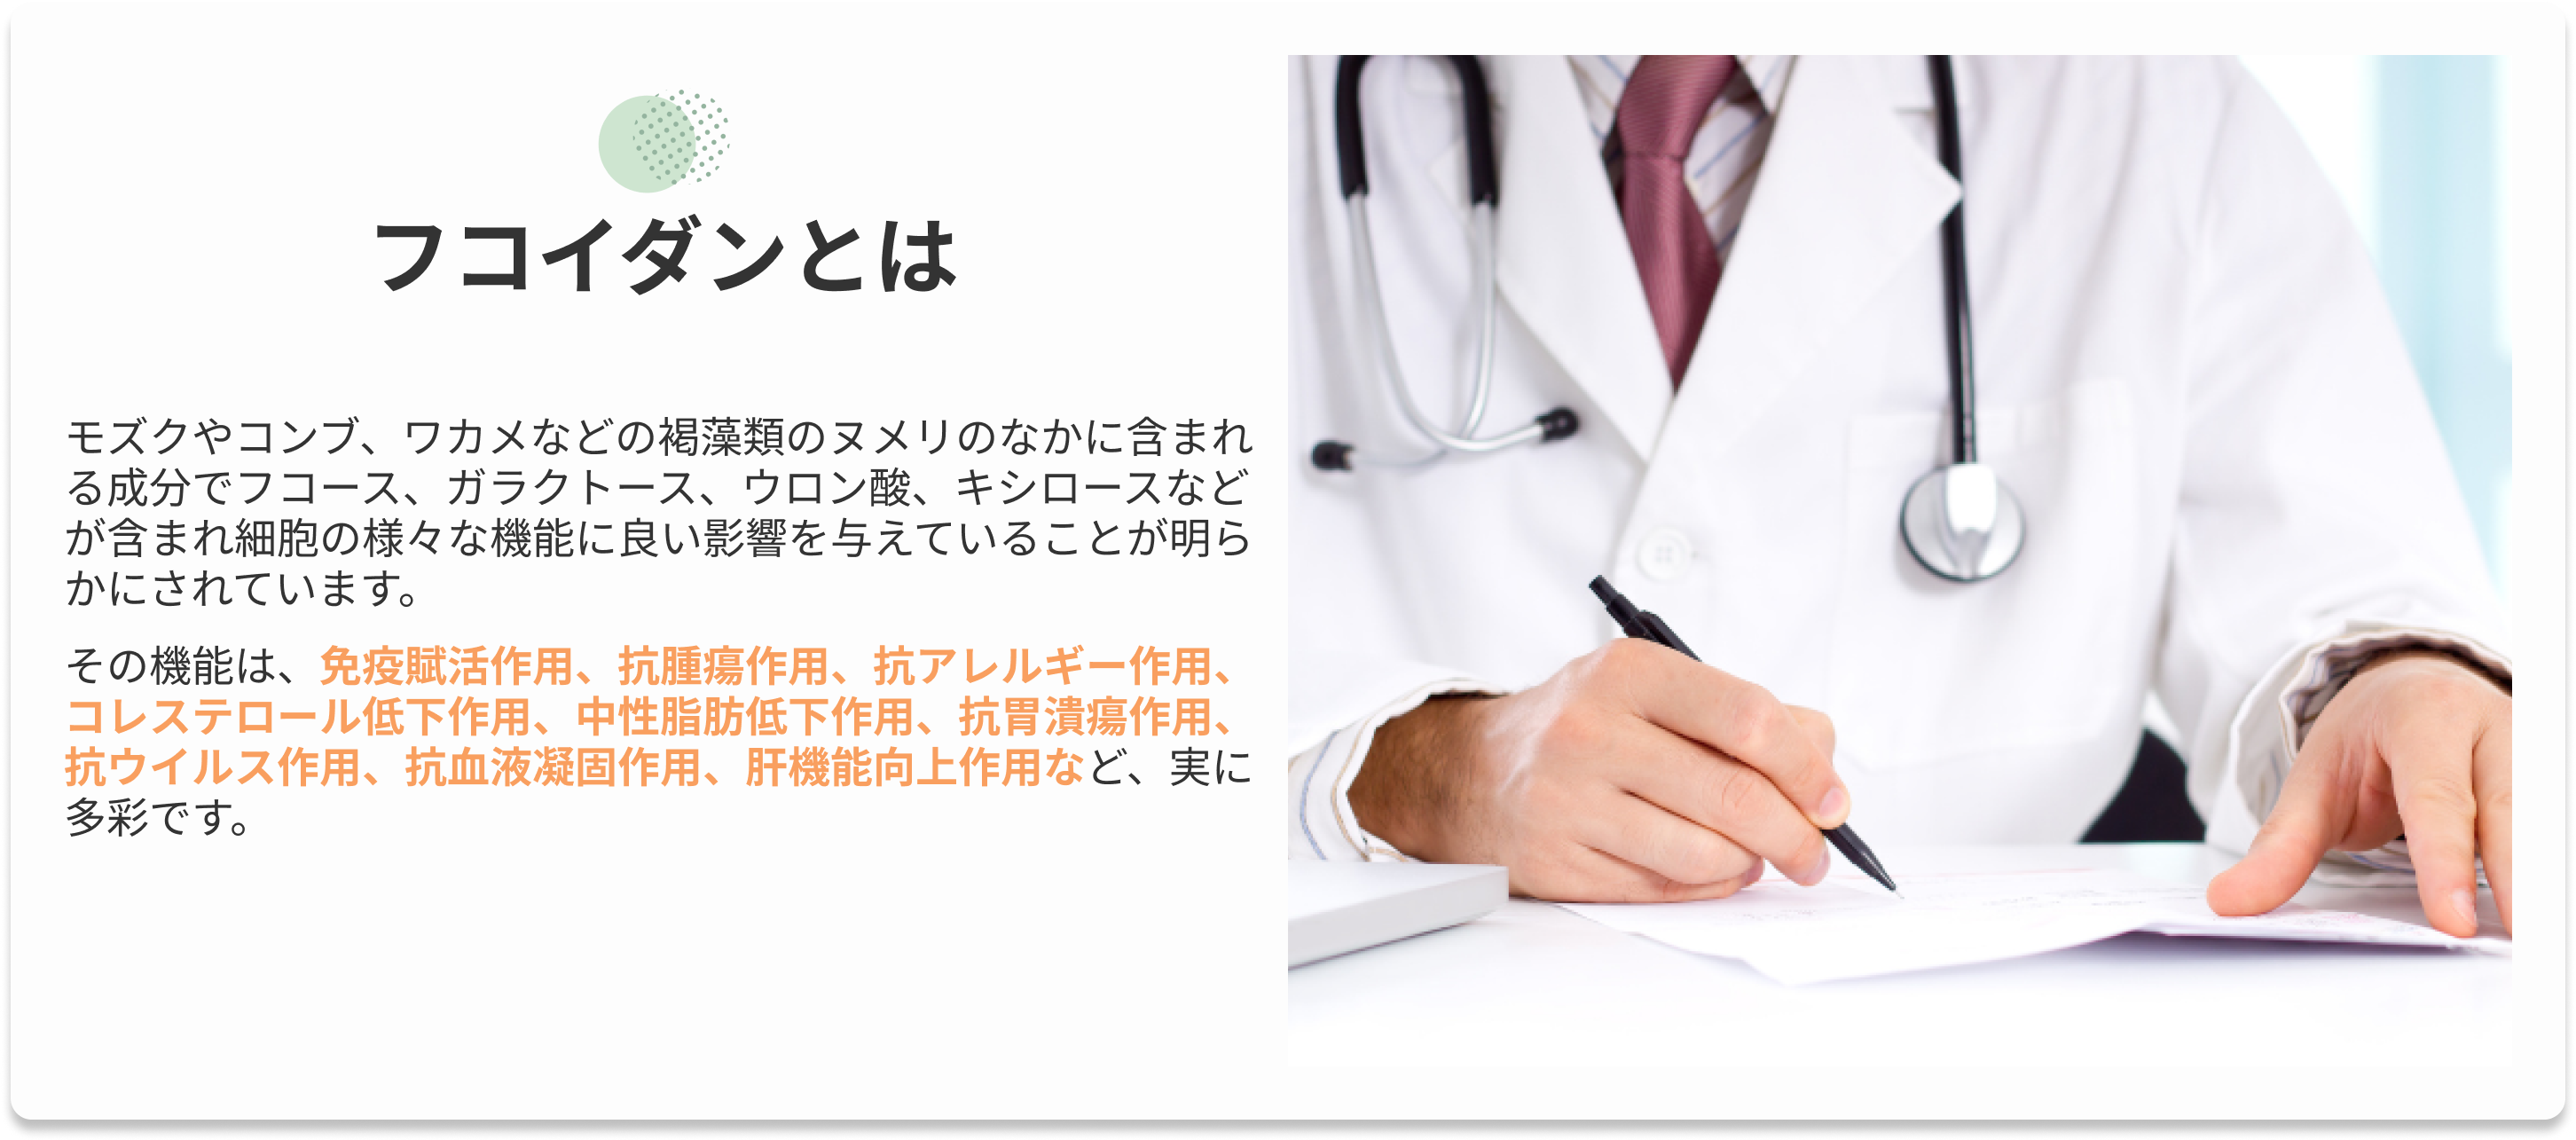 フコイダンとは
モズクやコンブ、ワカメなどの褐藻類のヌメリのなかに含まれ
る成分でフコース、ガラクトース、ウロン酸、キシロースなど
が含まれ細胞の様々な機能に良い影響を与えていることが明ら
かにされています。
その機能は、免疫賦活作用、抗腫瘍作用、抗アレルギー作用、
コレステロール低下作用、中性脂肪低下作用、抗胃潰瘍作用、
抗ウイルス作用、抗血液凝固作用、肝機能向上作用など、実に
多彩です。